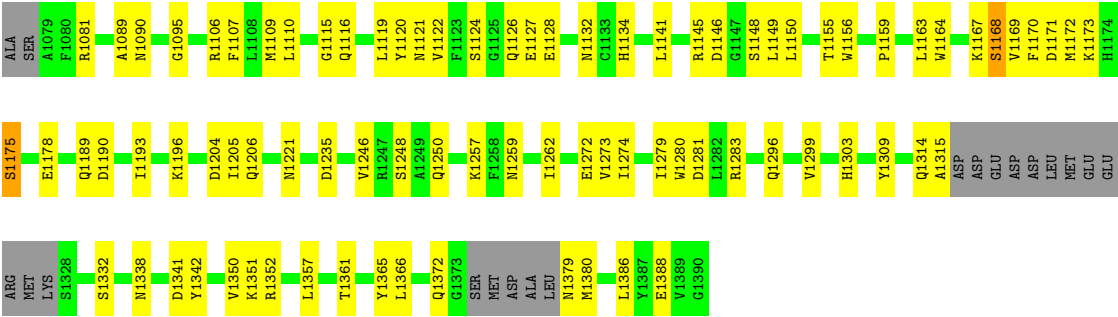 ALA SER A1079 F1080 R1081 A1089 N1090 G1095 R1106 F1107 L1108 M1109 L1110 G1115 Q1116 L1119 Y1120 N1121 V1122 F1123 S1124 G1125 Q1126 E1127 E1128 N1132 C1133 H1134 L1141 R1145 D1146 G1147 S1148 L1149 L1150 T1155 W1156 P1159 L1163 W1164 K1167 S1168 V1169 F1170 D1171 M1172 K1173 H1174
S1175 E1178 Q1189 D1190 I1193 K1196 D1204 I1205 Q1206 N1221 D1235 V1246 R1247 S1248 A1249 Q1250 K1257 F1258 N1259 I1262 E1272 V1273 I1274 I1279 W1280 D1281 L1282 R1283 Q1296 V1299 H1303 Y1309 Q1314 A1315 ASP ASP GLU ASP ASP LEU MET GLU GLU
ARG MET LYS S1328 S1332 N1338 D1341 Y1342 V1350 K1351 R1352 L1357 T1361 Y1365 L1366 Q1372 G1373 SER MET ASP ALA LEU N1379 M1380 L1386 Y1387 E1388 V1389 G1390